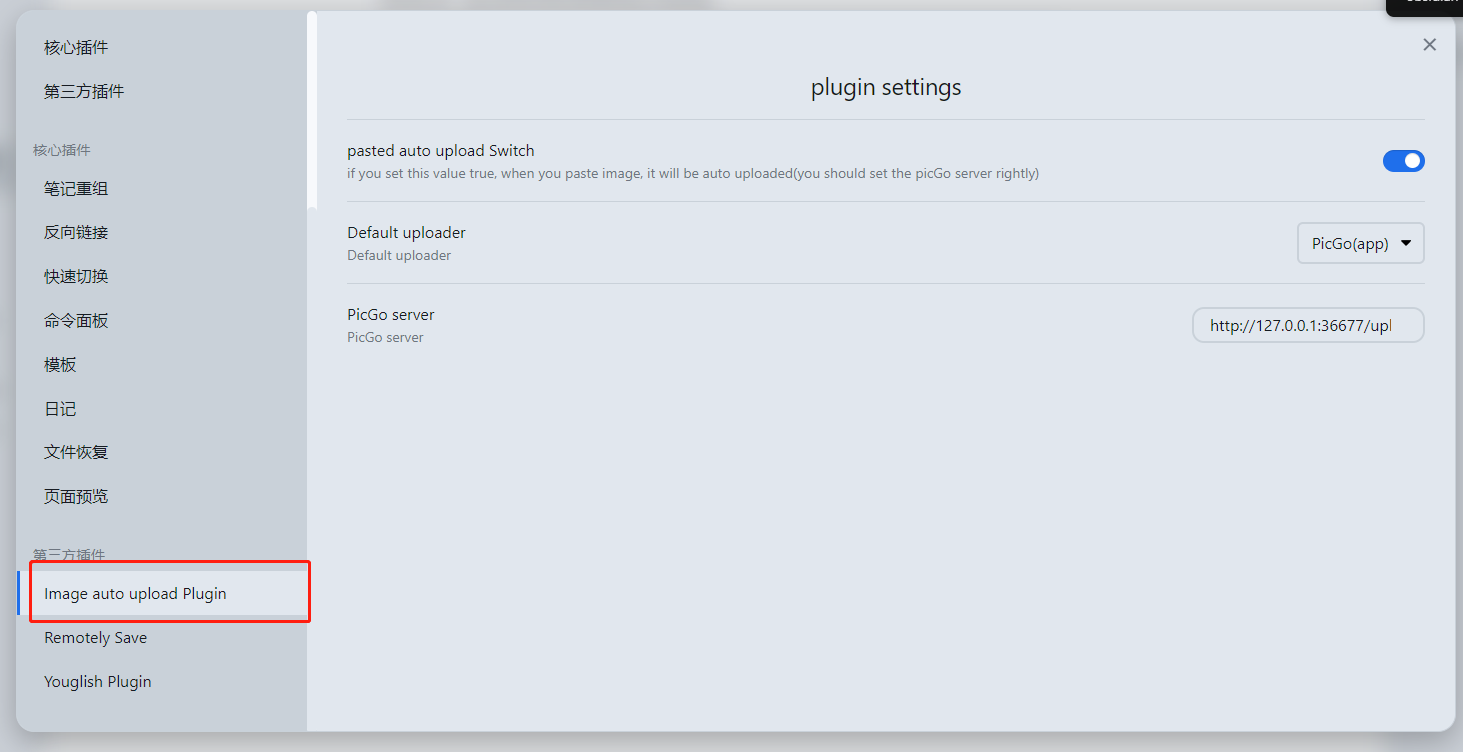 核心插件
第三方插件
核心插件
笔记重组
反向链接
快速切换
命令面板
模板
日记
文件恢复
页面预览
第三方插件
Image auto upload Plugin
Remotely Save
Youglish Plugin
plugin settings
pasted auto upload Switch
if you set this value true, when you paste image, it will be auto uploaded(you should set the picGo server rightly)
Default uploader
Default uploader
PicGo(app)
PicGo server
PicGo server
http://127.0.0.1:36677/upl